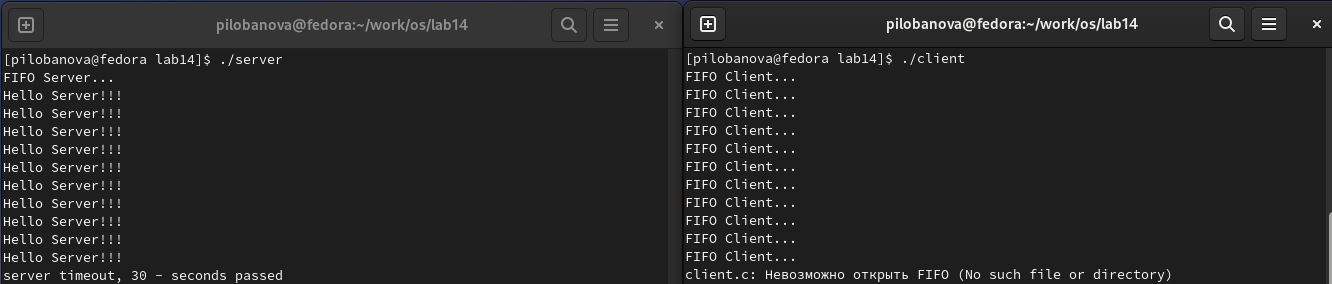 pilobanova@fedora:~/work/os/lab14
[pilobanova@fedora lab14]$ ./server
FIFO Server...
Hello Server!!!
Hello Server!!!
Hello Server!!!
Hello Server!!!
Hello Server!!!
Hello Server!!!
Hello Server!!!
Hello Server!!!
Hello Server!!!
Hello Server!!!
server timeout, 30 - seconds passed
pilobanova@fedora:~/work/os/lab14
[pilobanova@fedora lab14]$ ./client
FIFO Client...
FIFO Client...
FIFO Client...
FIFO Client...
FIFO Client...
FIFO Client...
FIFO Client...
FIFO Client...
FIFO Client...
FIFO Client...
FIFO Client...
client.c: Невозможно открыть FIFO (No such file or directory)